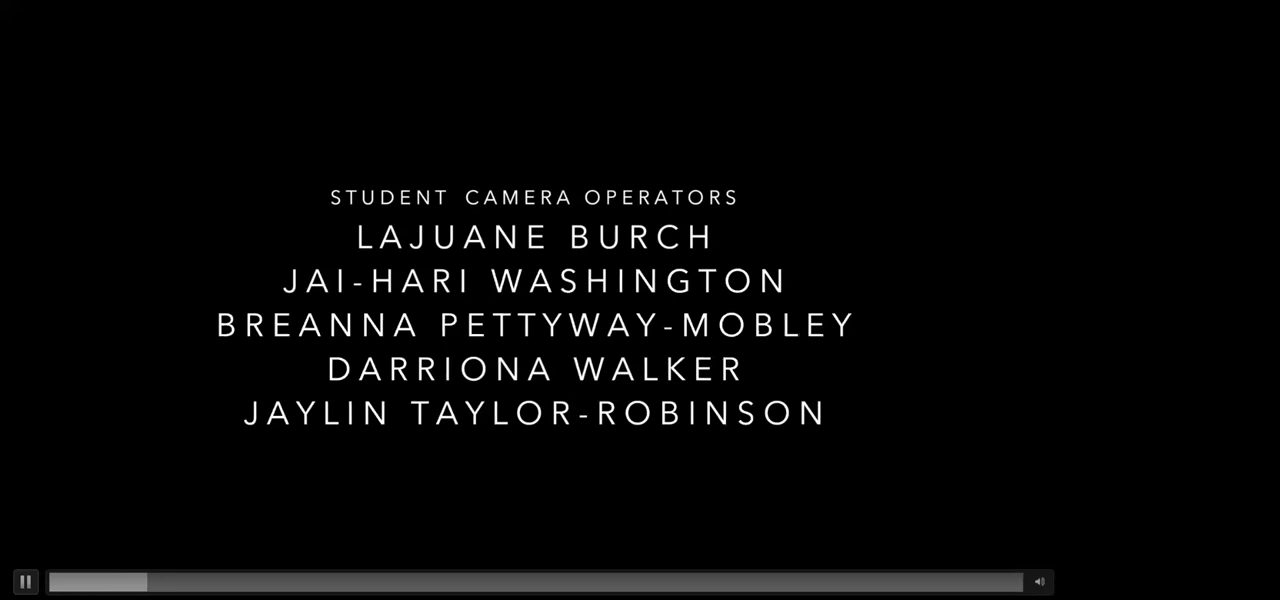 STUDENT CAMERA OPERATORS
LAJUANE BURCH
JAI-HARI WASHINGTON
BREANNA PETTYWAY-MOBLEY
DARRIONA WALKER
JAYLIN TAYLOR-ROBINSON